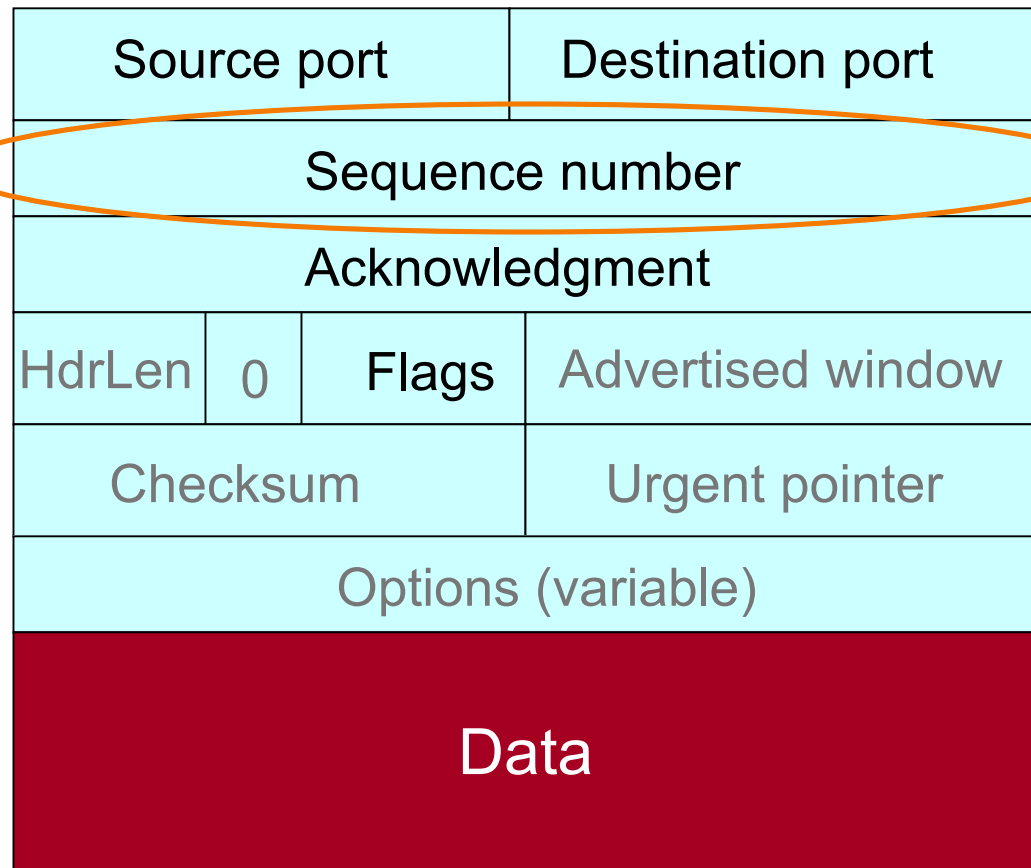 Source port Destination port
Sequence number
Acknowledgment
HdrLen 0 Flags Advertised window
Checksum Urgent pointer
Options (variable)
Data